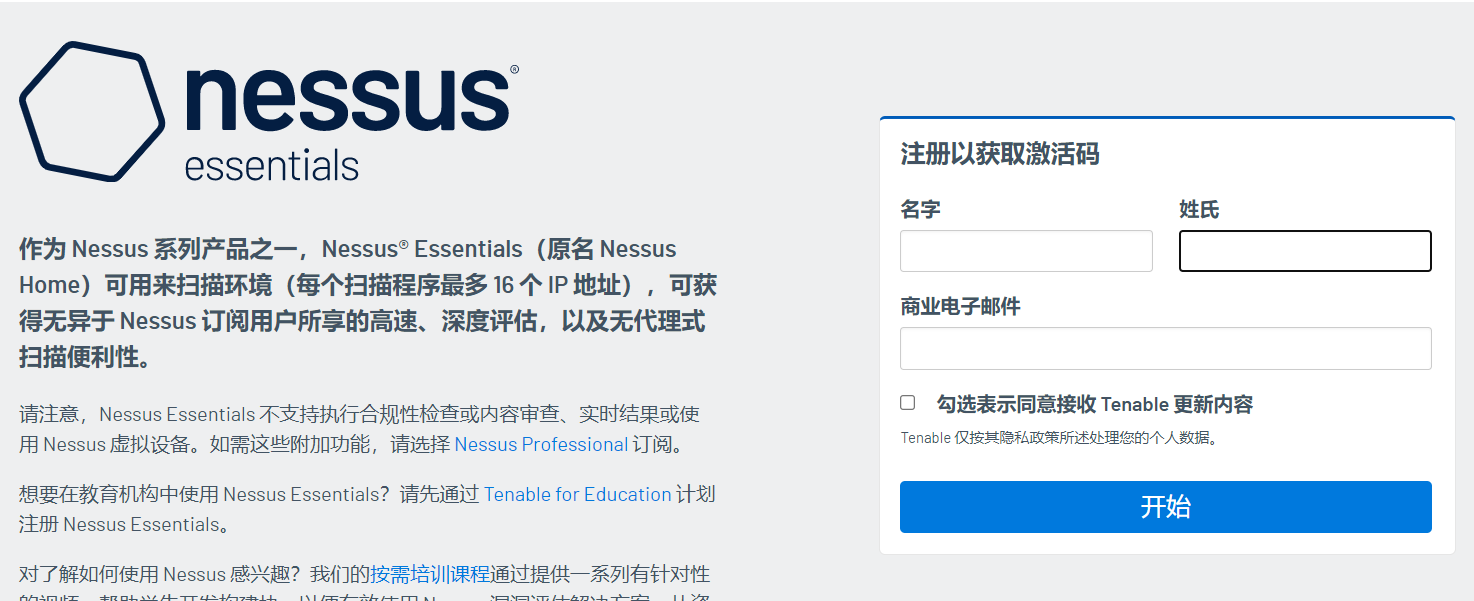 nessus®
essentials
作为 Nessus 系列产品之一，Nessus® Essentials（原名 Nessus
Home）可用来扫描环境（每个扫描程序最多 16 个 IP 地址），可获
得无异于 Nessus 订阅用户所享的高速、深度评估，以及无代理式
扫描便利性。
请注意，Nessus Essentials 不支持执行合规性检查或内容审查、实时结果或使
用 Nessus 虚拟设备。如需这些附加功能，请选择 Nessus Professional 订阅。
想要在教育机构中使用 Nessus Essentials？请先通过 Tenable for Education 计划
注册 Nessus Essentials。
对了解如何使用 Nessus 感兴趣？我们的按需培训课程通过提供一系列有针对性
注册以获取激活码
名字
姓氏
商业电子邮件
勾选表示同意接收 Tenable 更新内容
Tenable 仅按其隐私政策所述处理您的个人数据。
开始